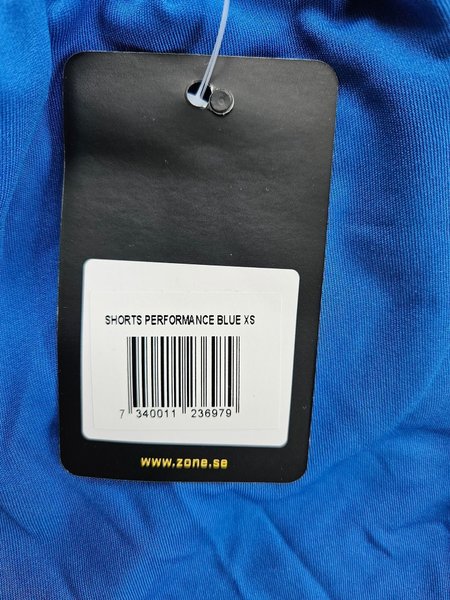 SHORTS PERFORMANCE BLUE XS
7 340011 236979
www.zone.se